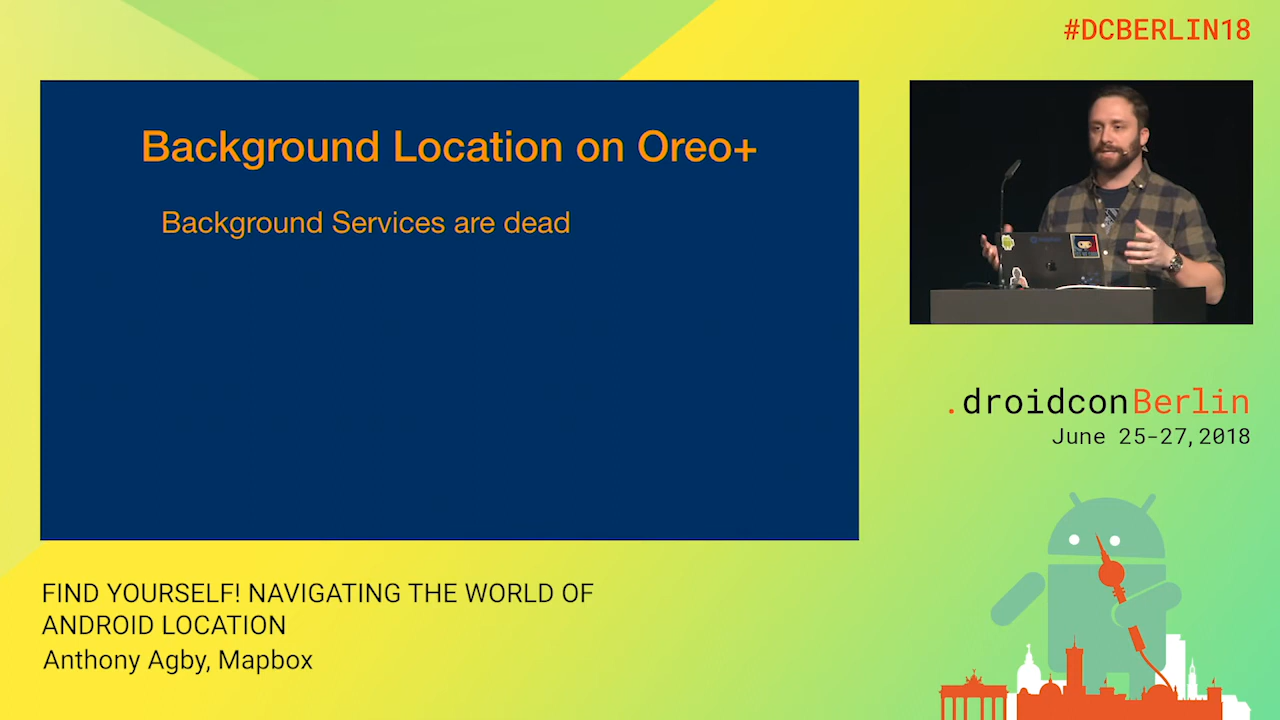 #DCBERLIN18
Background Location on Oreo+
Background Services are dead
.droidconBerlin
June 25-27,2018
FIND YOURSELF! NAVIGATING THE WORLD OF
ANDROID LOCATION
Anthony Agby, Mapbox